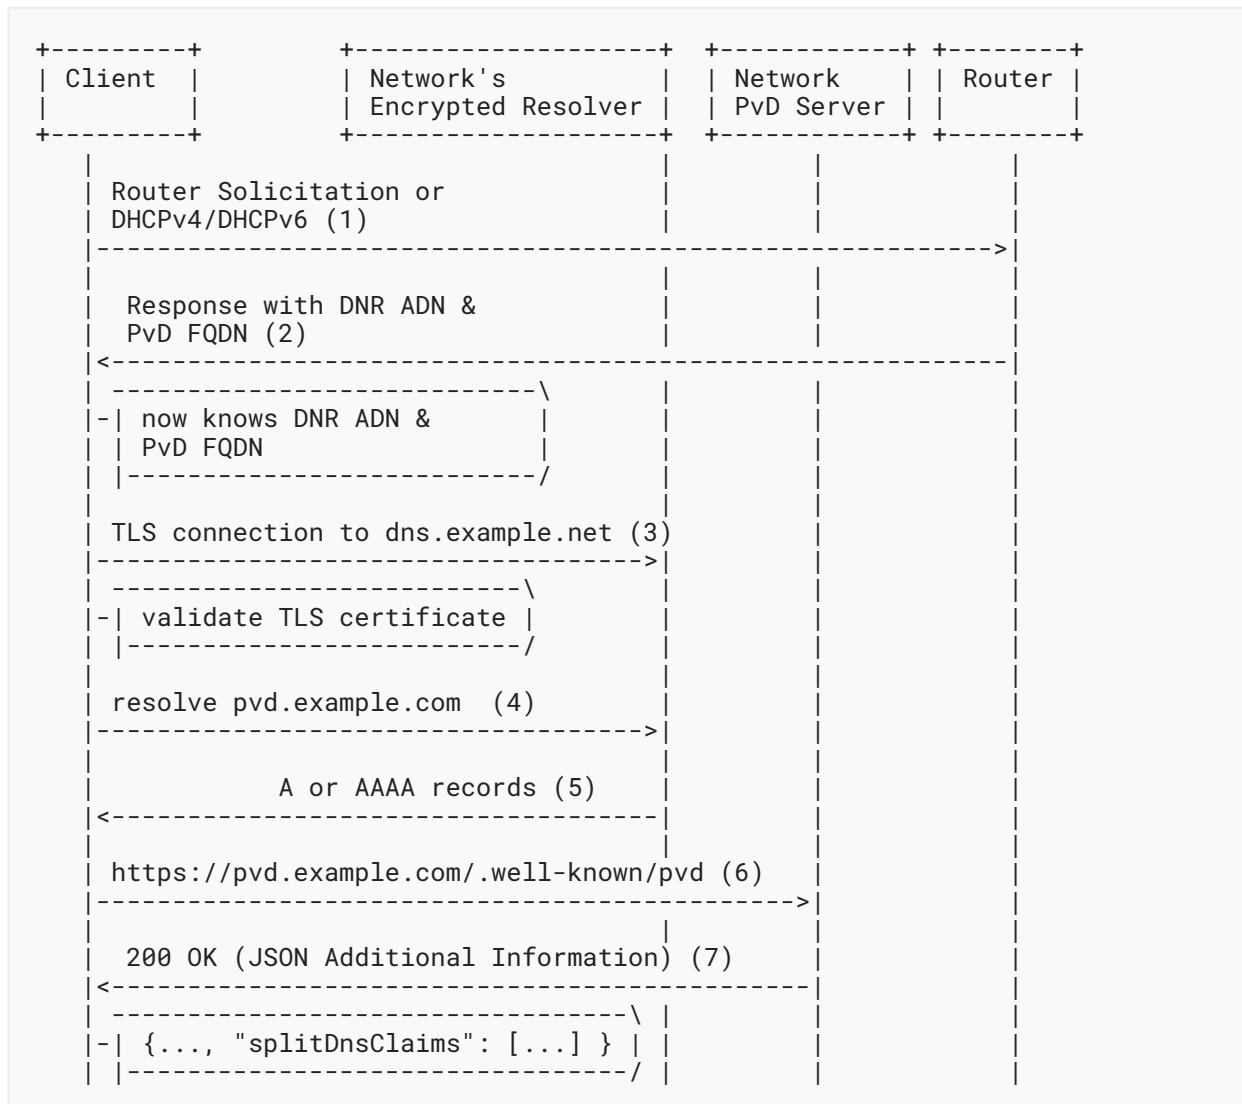 +---------+         +--------------------+  +------------+ +--------+
| Client  |         | Network's          |  | Network    | | Router |
|         |         | Encrypted Resolver |  | PvD Server | |        |
+---------+         +--------------------+  +------------+ +--------+
   |                                     |         |            |
   | Router Solicitation or              |         |            |
   | DHCPv4/DHCPv6 (1)                   |         |            |
   |----------------------------------------------------------->|
   |                                     |         |            |
   |  Response with DNR ADN &            |         |            |
   |  PvD FQDN (2)                       |         |            |
   |<-----------------------------------------------------------|
   | ----------------------------\       |         |            |
   |-| now knows DNR ADN &       |       |         |            |
   | | PvD FQDN                  |       |         |            |
   | |---------------------------/       |         |            |
   |                                     |         |            |
   | TLS connection to dns.example.net (3)         |            |
   |------------------------------------>|         |            |
   | ---------------------------\        |         |            |
   |-| validate TLS certificate |        |         |            |
   | |--------------------------/        |         |            |
   |                                     |         |            |
   | resolve pvd.example.com  (4)        |         |            |
   |------------------------------------>|         |            |
   |                                     |         |            |
   |            A or AAAA records (5)    |         |            |
   |<------------------------------------|         |            |
   |                                     |         |            |
   | https://pvd.example.com/.well-known/pvd (6)   |            |
   |---------------------------------------------->|            |
   |                                     |         |            |
   |  200 OK (JSON Additional Information) (7)     |            |
   |<----------------------------------------------|            |
   | ----------------------------------\ |         |            |
   |-| {..., "splitDnsClaims": [...] } | |         |            |
   | |---------------------------------/ |         |            |